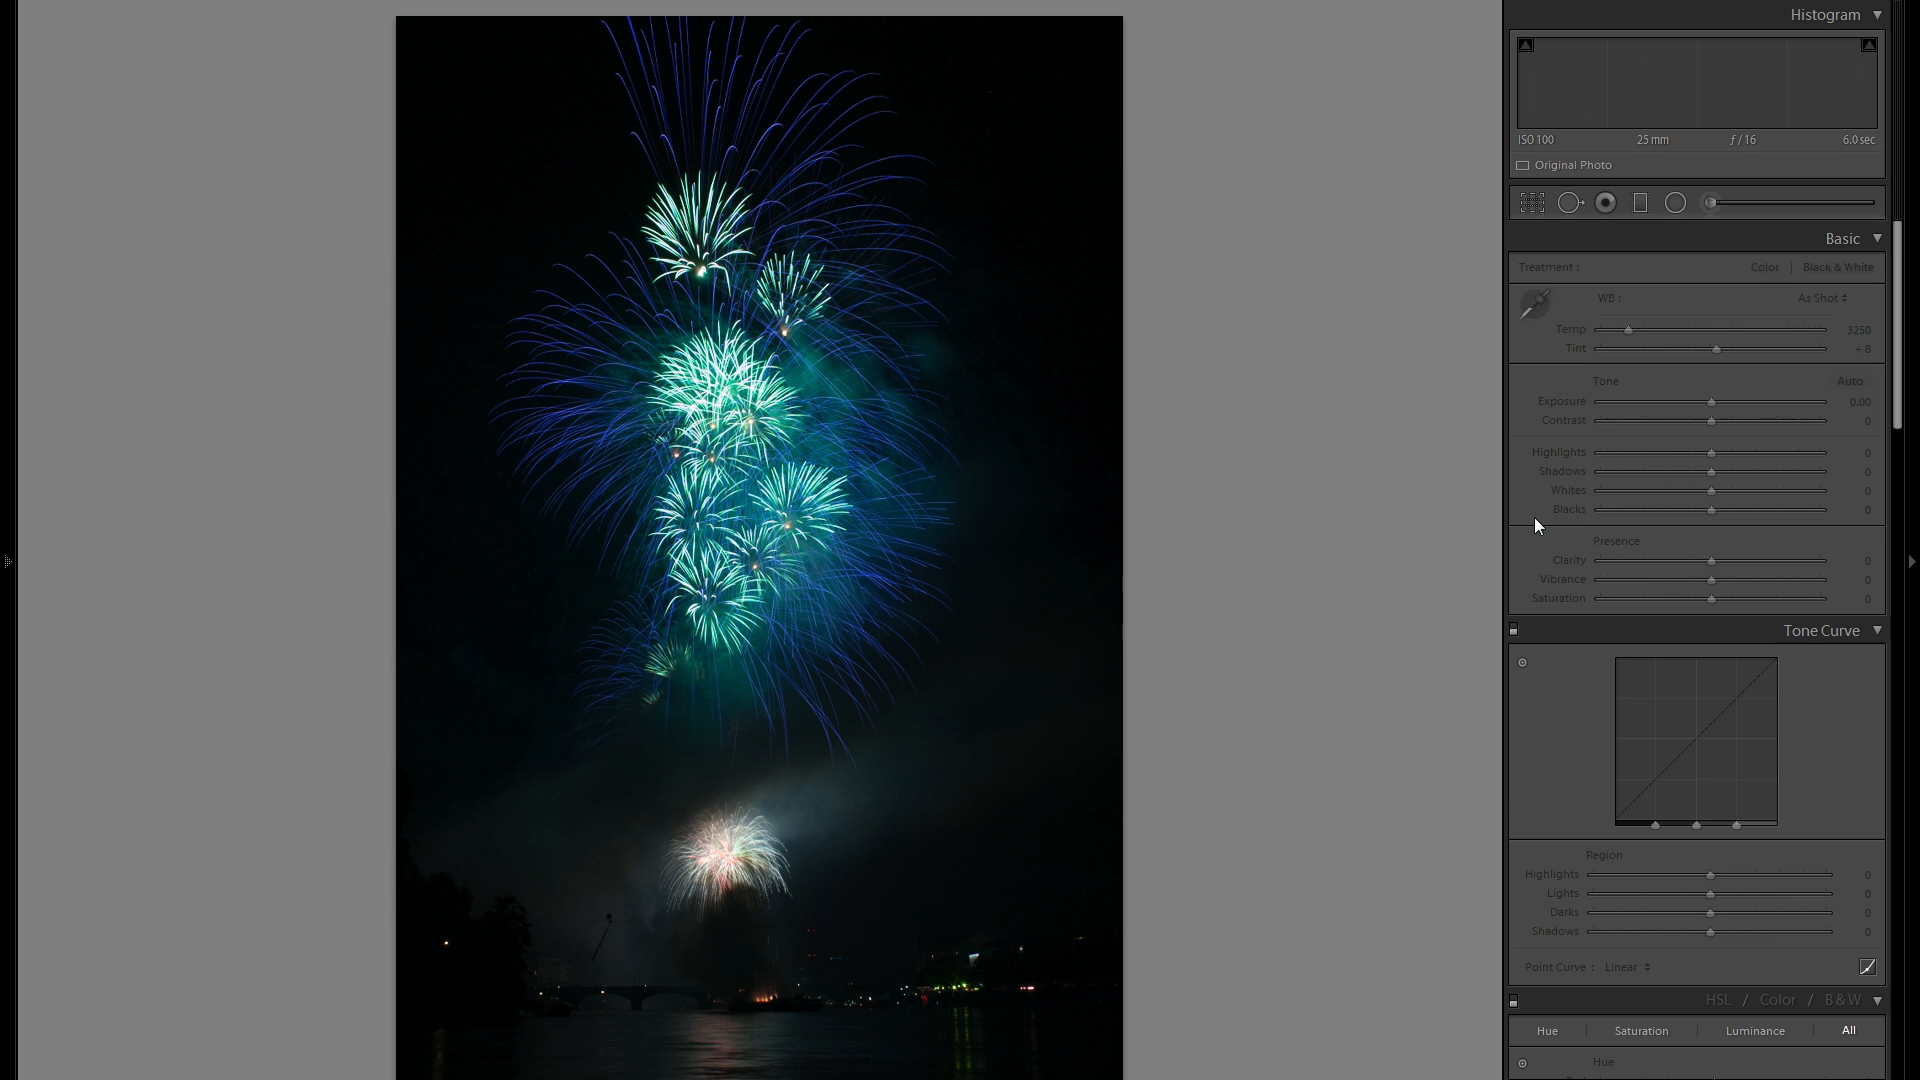 Histogram
ISO 100 25 mm ƒ / 16 6.0 sec
Original Photo
Basic
Treatment : Color | Black & White
WB : As Shot
Temp 3250
Tint + 8
Tone Auto
Exposure 0.00
Contrast 0
Highlights 0
Shadows 0
Whites 0
Blacks 0
Presence
Clarity 0
Vibrance 0
Saturation 0
Tone Curve
Region
Highlights 0
Lights 0
Darks 0
Shadows 0
Point Curve : Linear
HSL / Color / B & W
Hue Saturation Luminance All
Hue